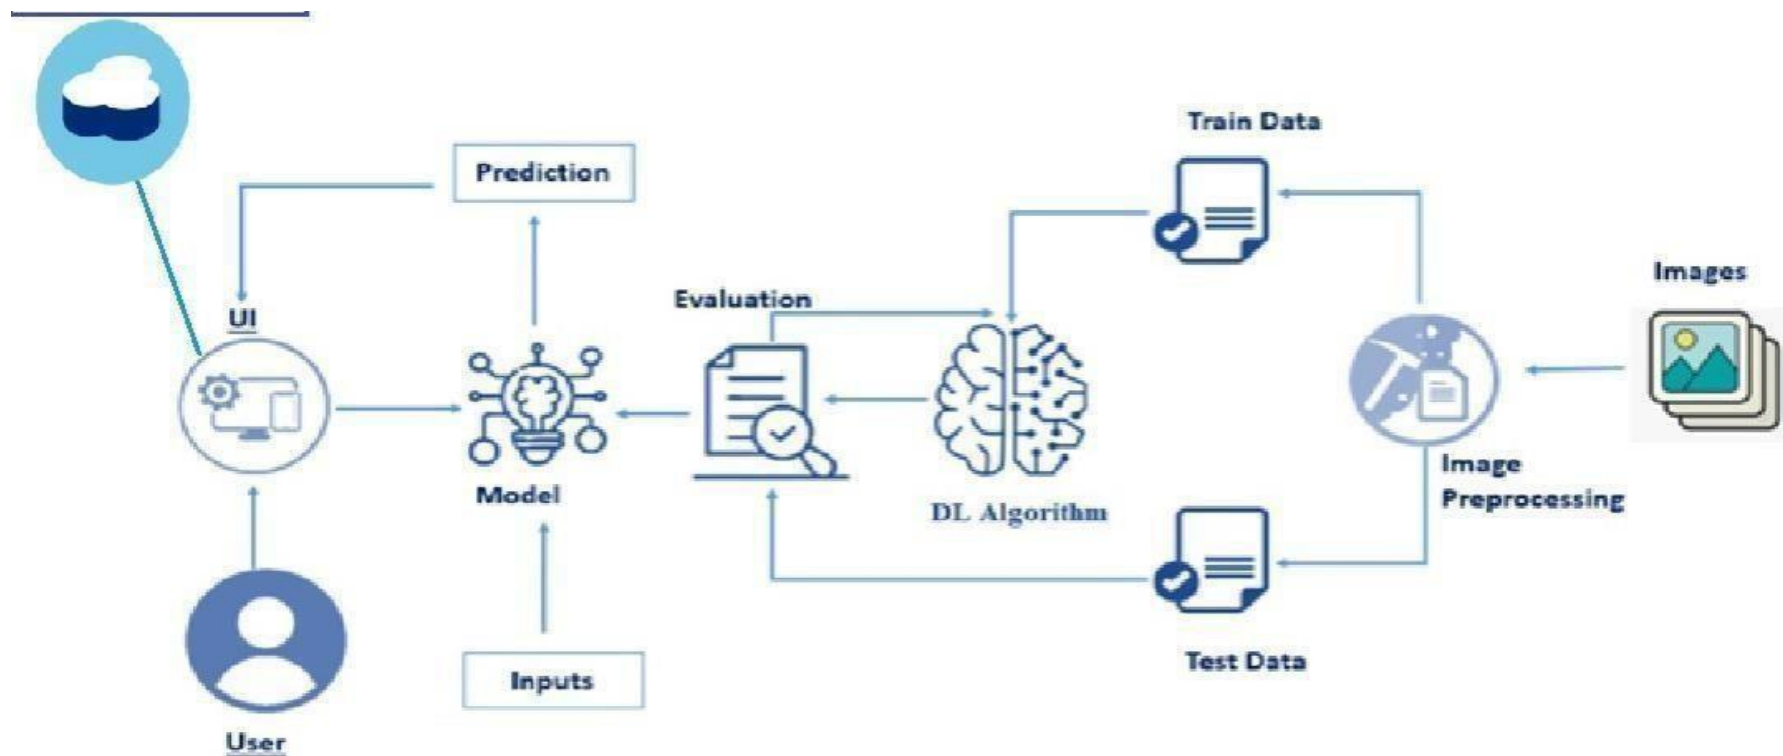 Train Data
Prediction
Images
Evaluation
UI
Image
Preprocessing
Model
DL Algorithm
Test Data
Inputs
User